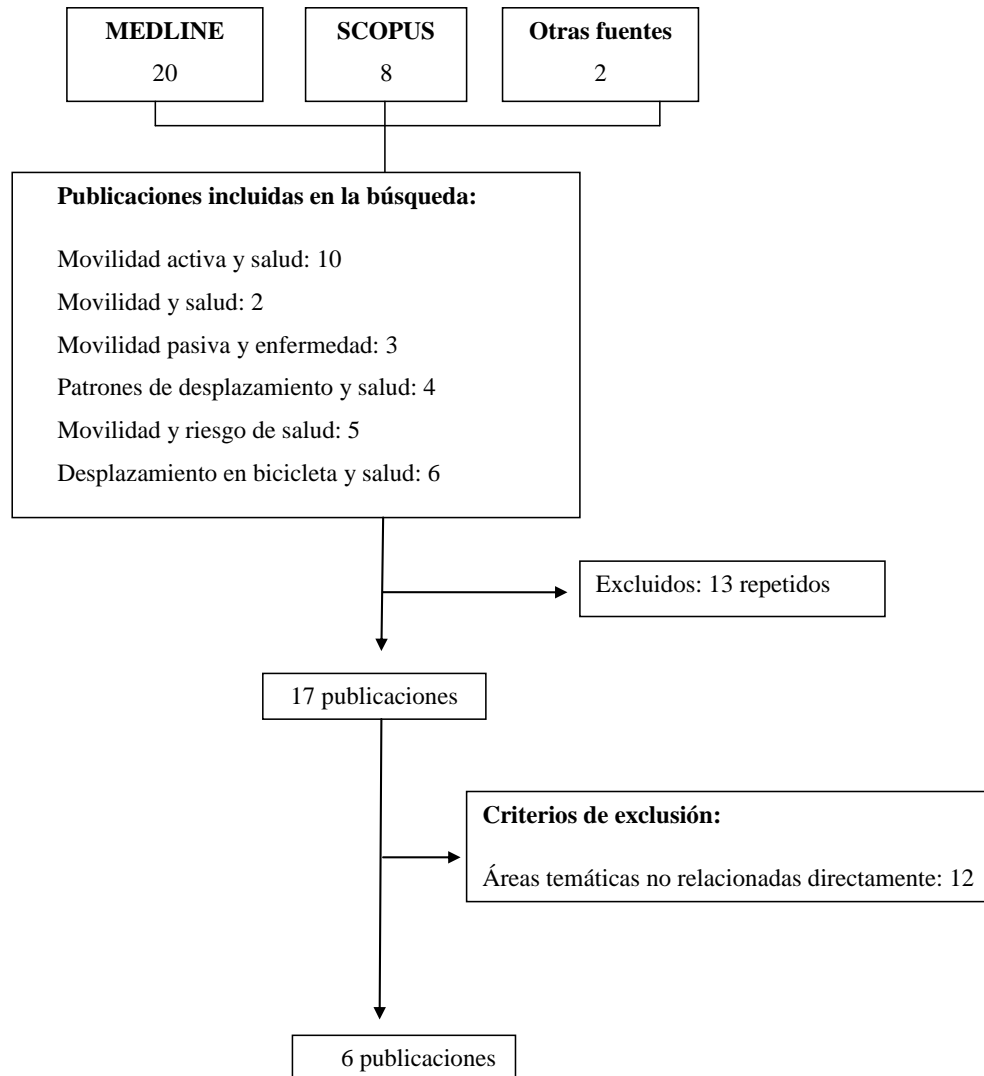 MEDLINE
20
SCOPUS
8
Otras fuentes
2
Publicaciones incluidas en la búsqueda:
Movilidad activa y salud: 10
Movilidad y salud: 2
Movilidad pasiva y enfermedad: 3
Patrones de desplazamiento y salud: 4
Movilidad y riesgo de salud: 5
Desplazamiento en bicicleta y salud: 6
Excluidos: 13 repetidos
17 publicaciones
Criterios de exclusión:
Áreas temáticas no relacionadas directamente: 12
6 publicaciones